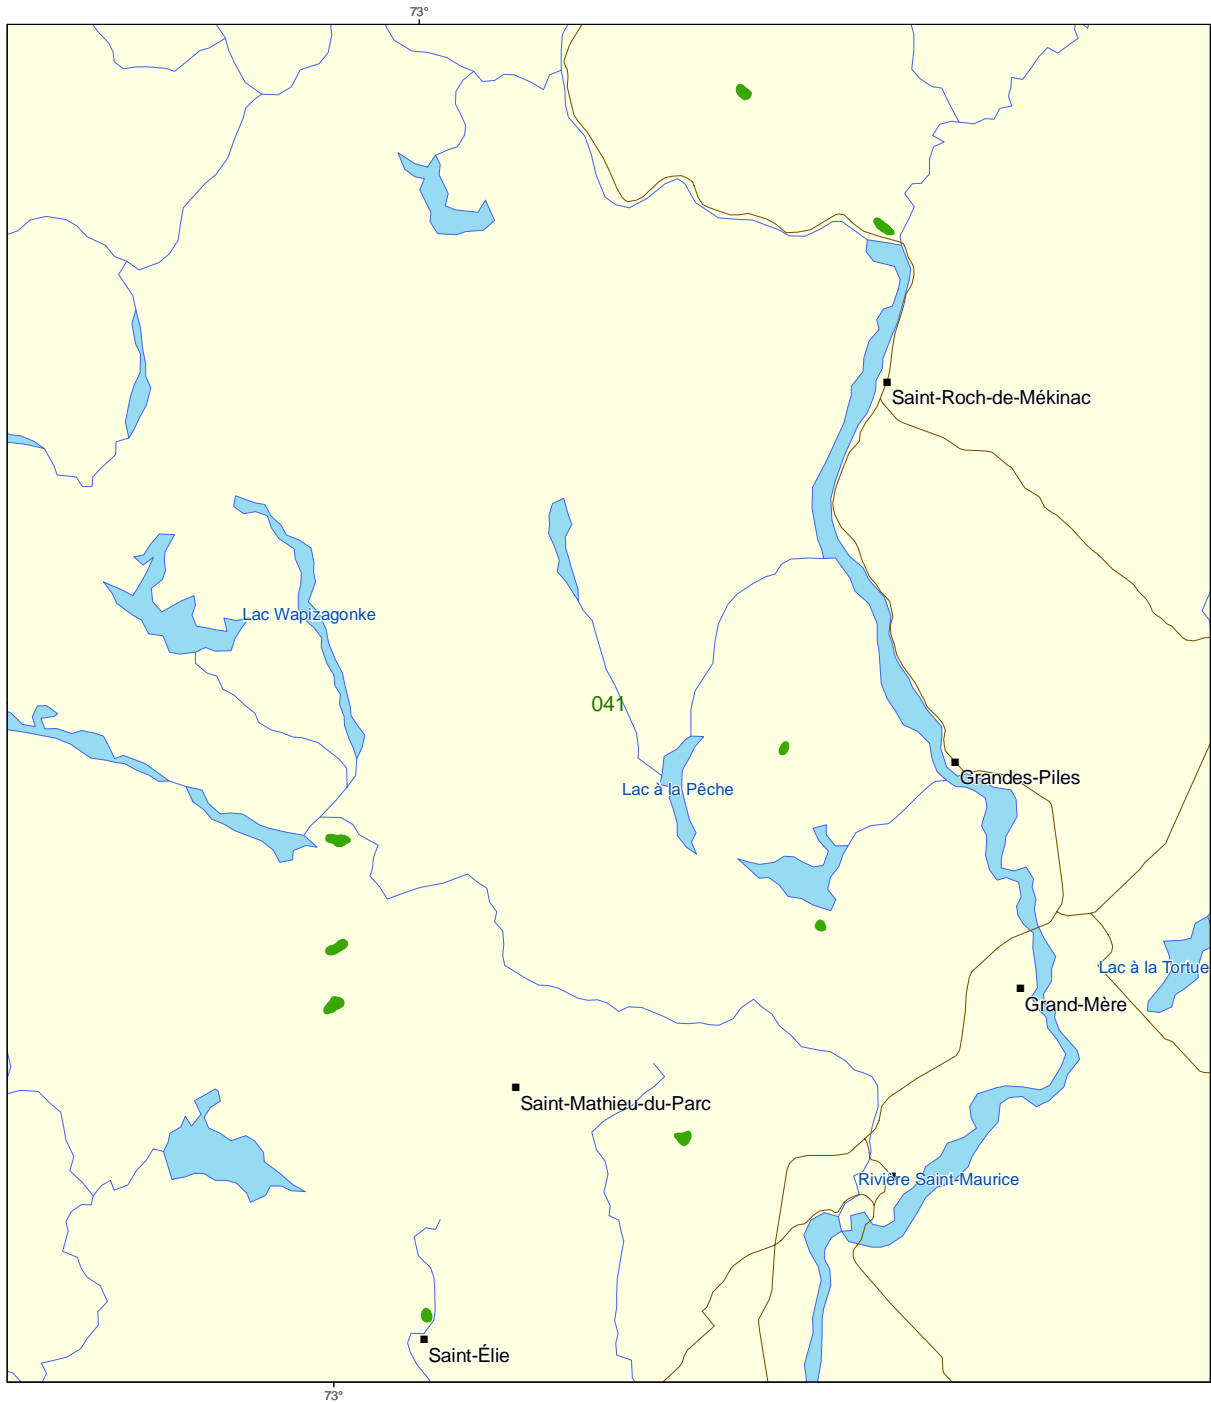 73°
Saint-Roch-de-Mékinac
Lac Wapizagonke
041
Grandes-Piles
Lac à la Pêche
Lac à la Tortue
Grand-Mère
Saint-Mathieu-du-Parc
Rivière Saint-Maurice
Saint-Élie
73°